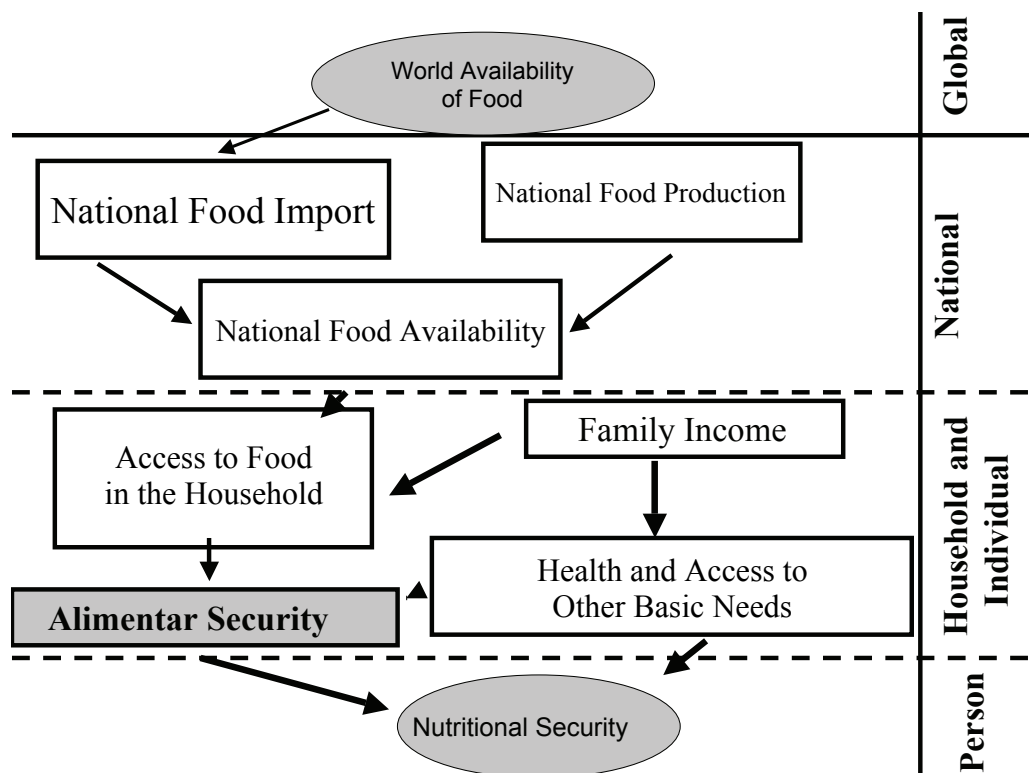 World Availability
of Food
Global
National Food Import
National Food Production
National Food Availability
National
Access to Food
in the Household
Family Income
Health and Access to
Other Basic Needs
Alimentar Security
Household and
Individual
Nutritional Security
Person